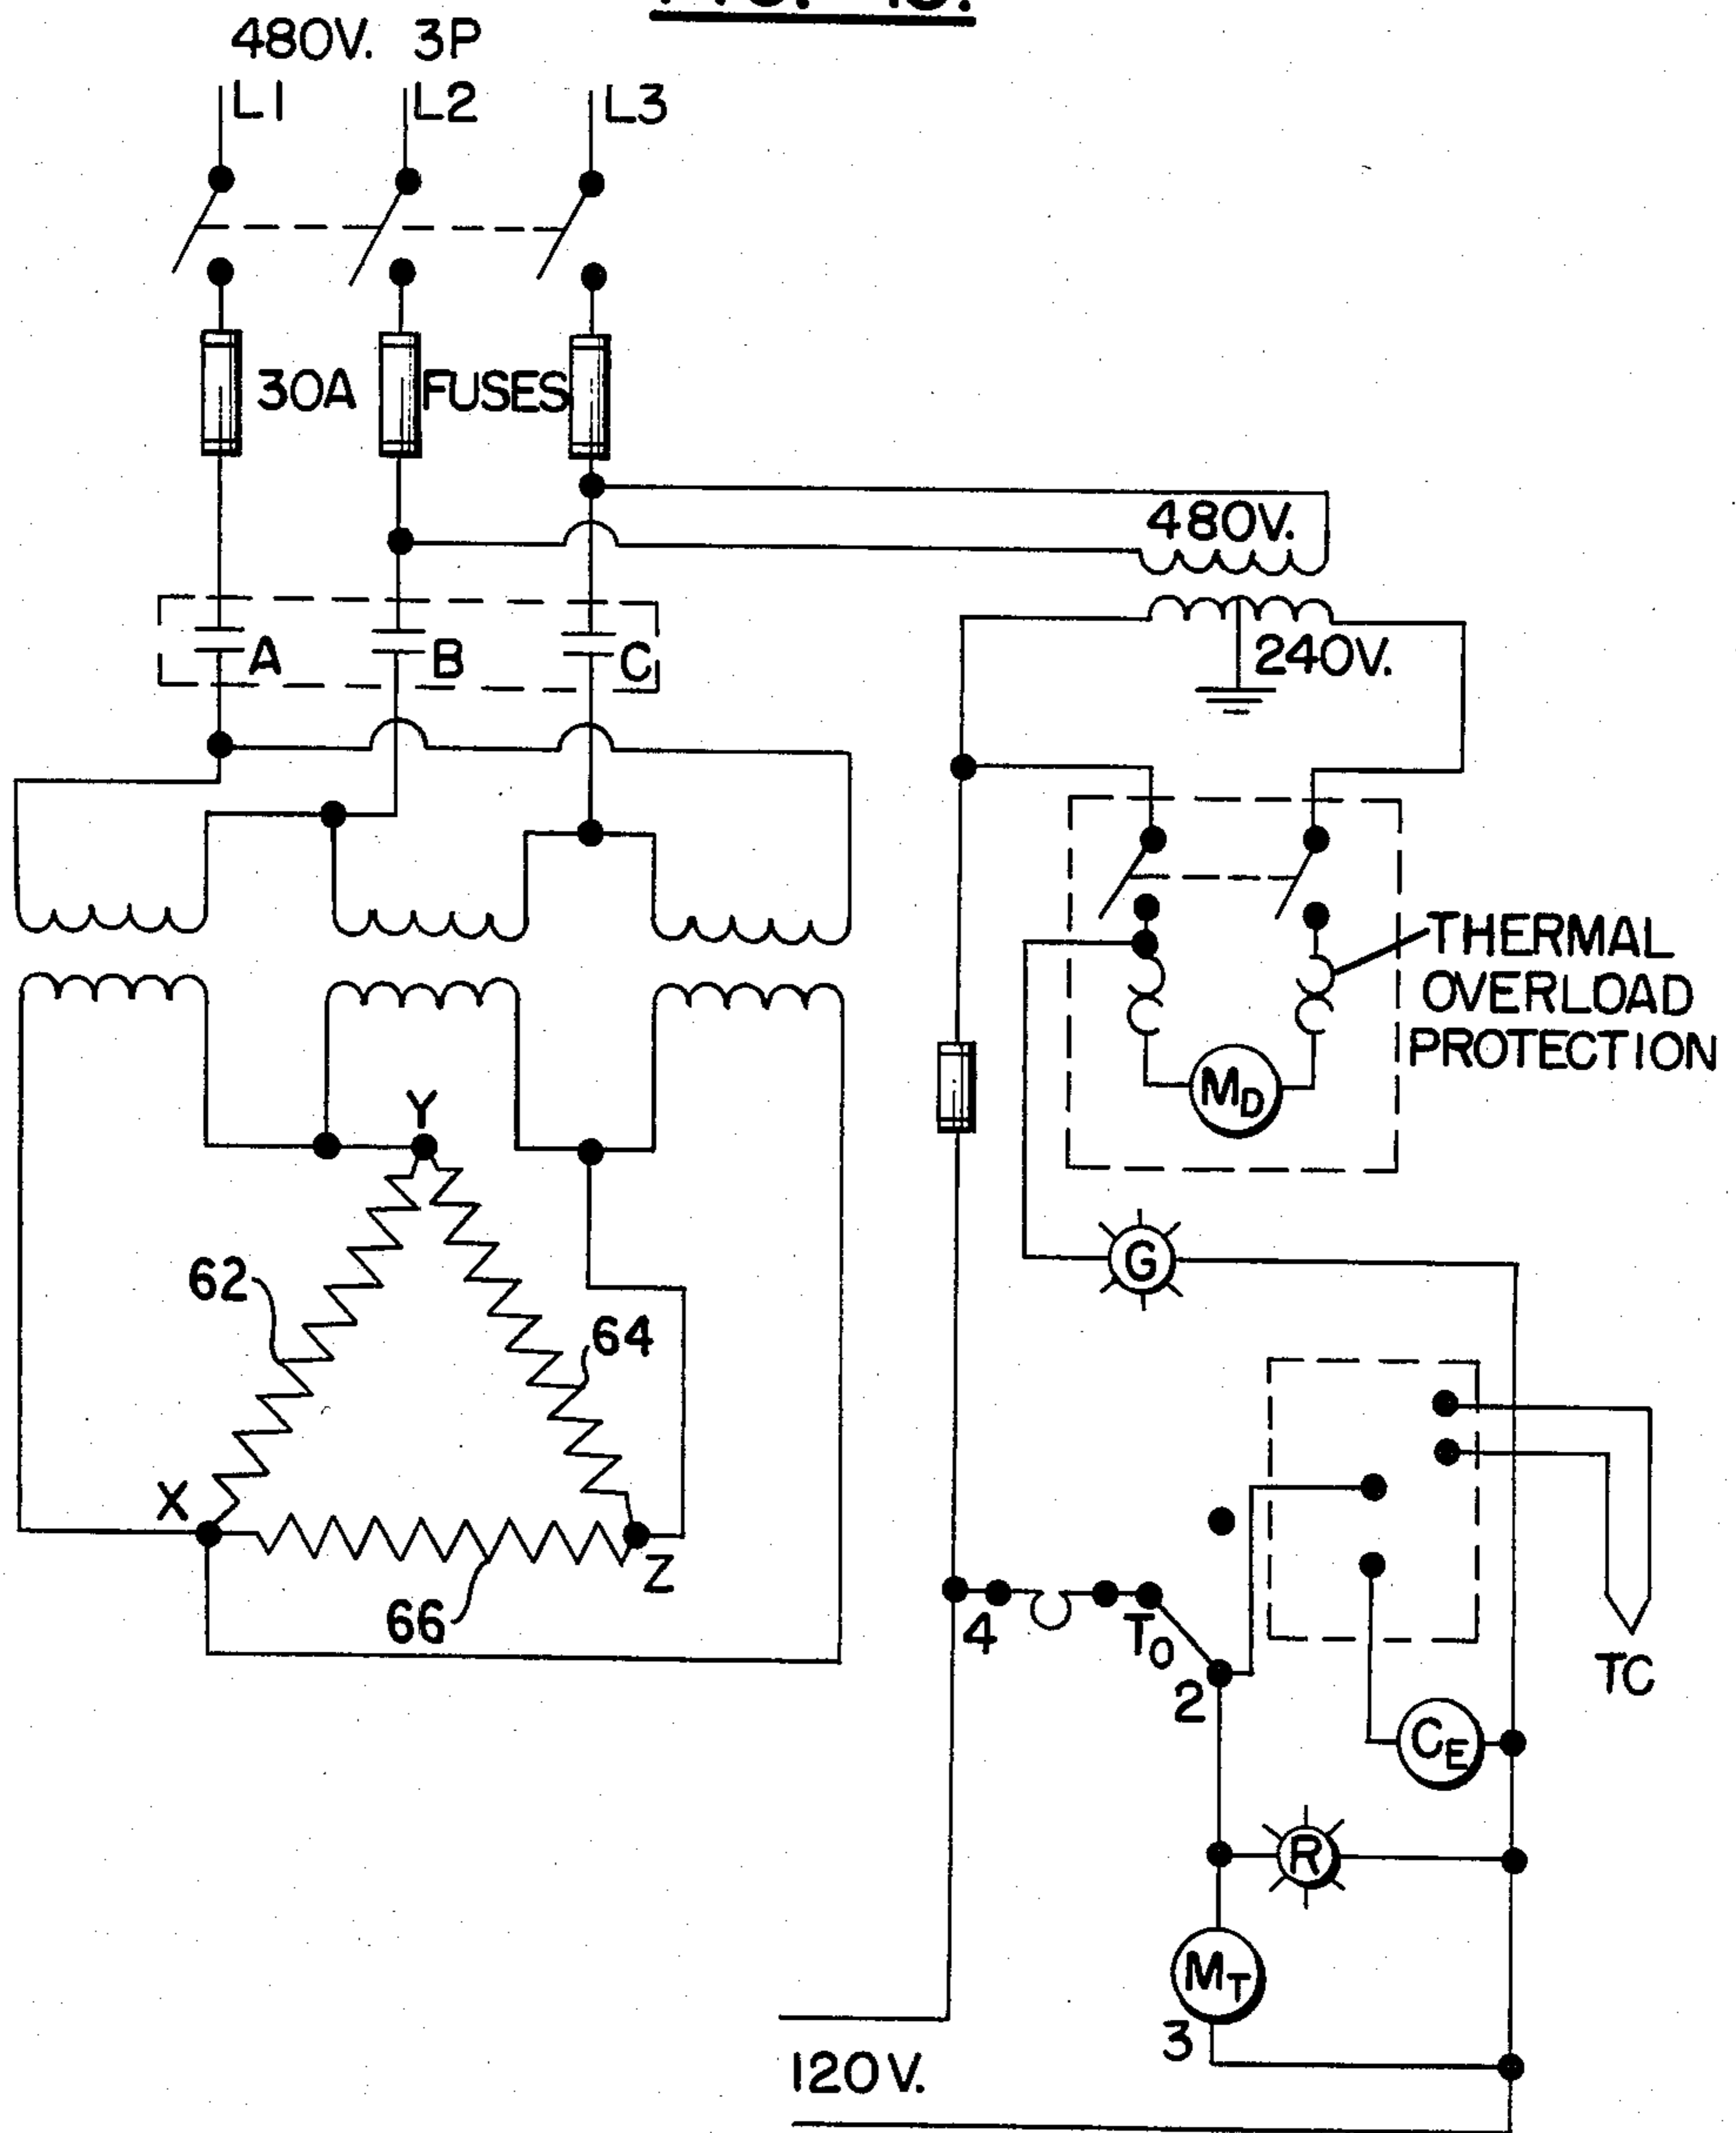 480V. 3P
L1 L2 L3
30A FUSES
480V.
A B C
240V.
THERMAL
OVERLOAD
PROTECTION
MD
Y
G
62
64
X
Z
66
4
TO
2
TC
CE
R
MT
3
120V.